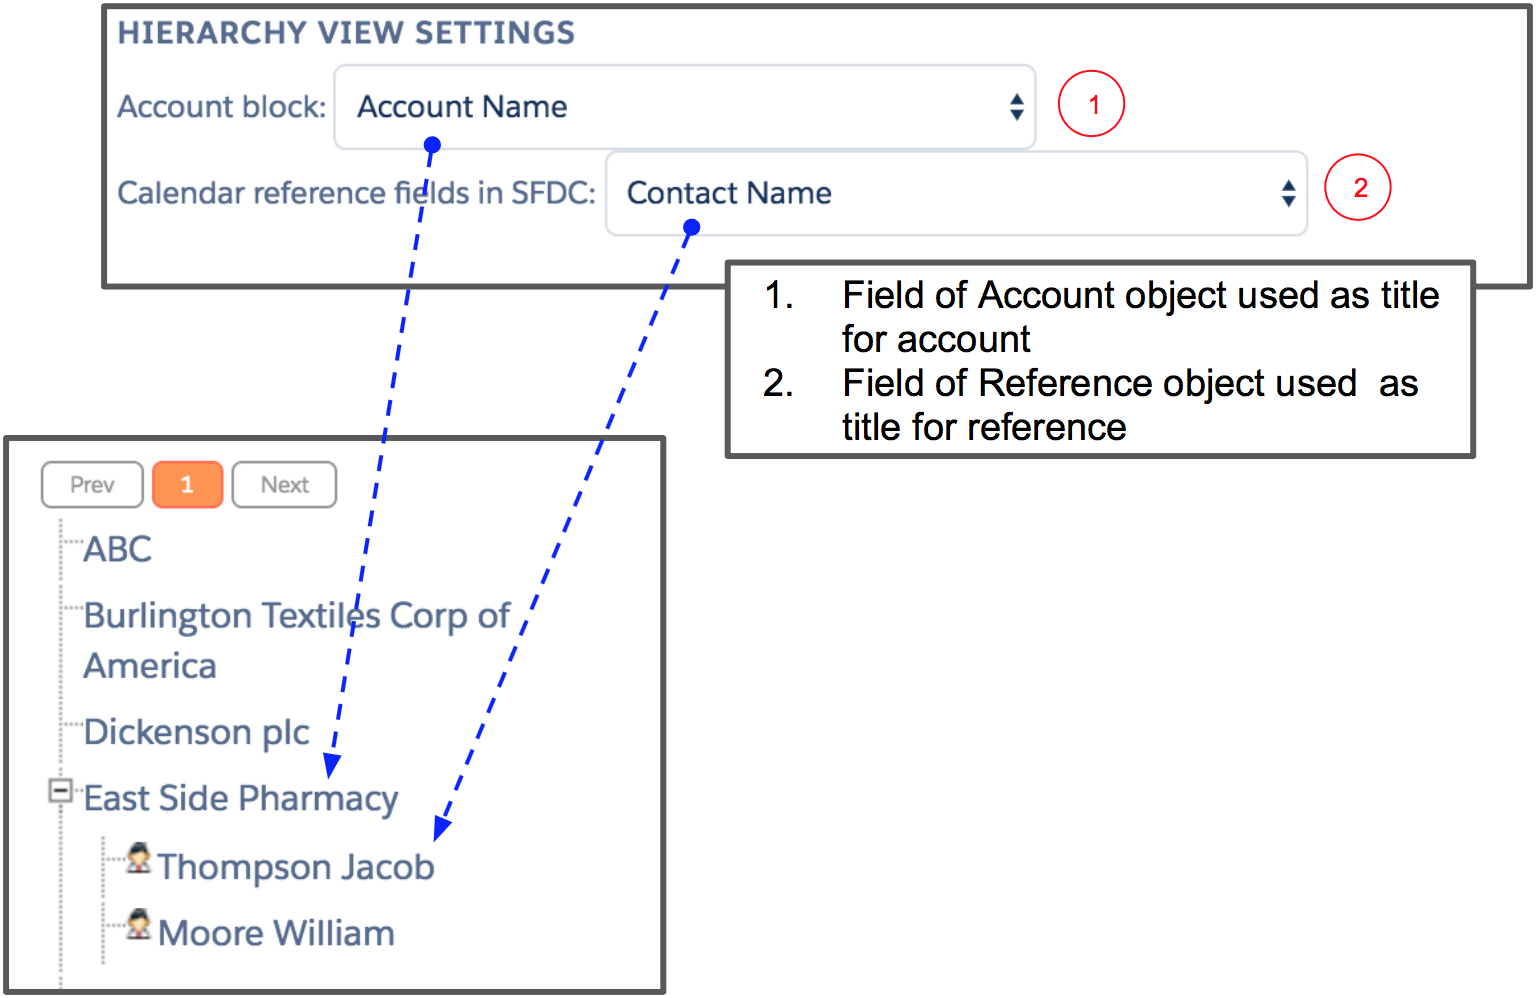 HIERARCHY VIEW SETTINGS
Account block: Account Name 1
Calendar reference fields in SFDC: Contact Name 2
1. Field of Account object used as title
for account
2. Field of Reference object used as
title for reference
Prev 1 Next
ABC
Burlington Textiles Corp of
America
Dickenson plc
East Side Pharmacy
Thompson Jacob
Moore William